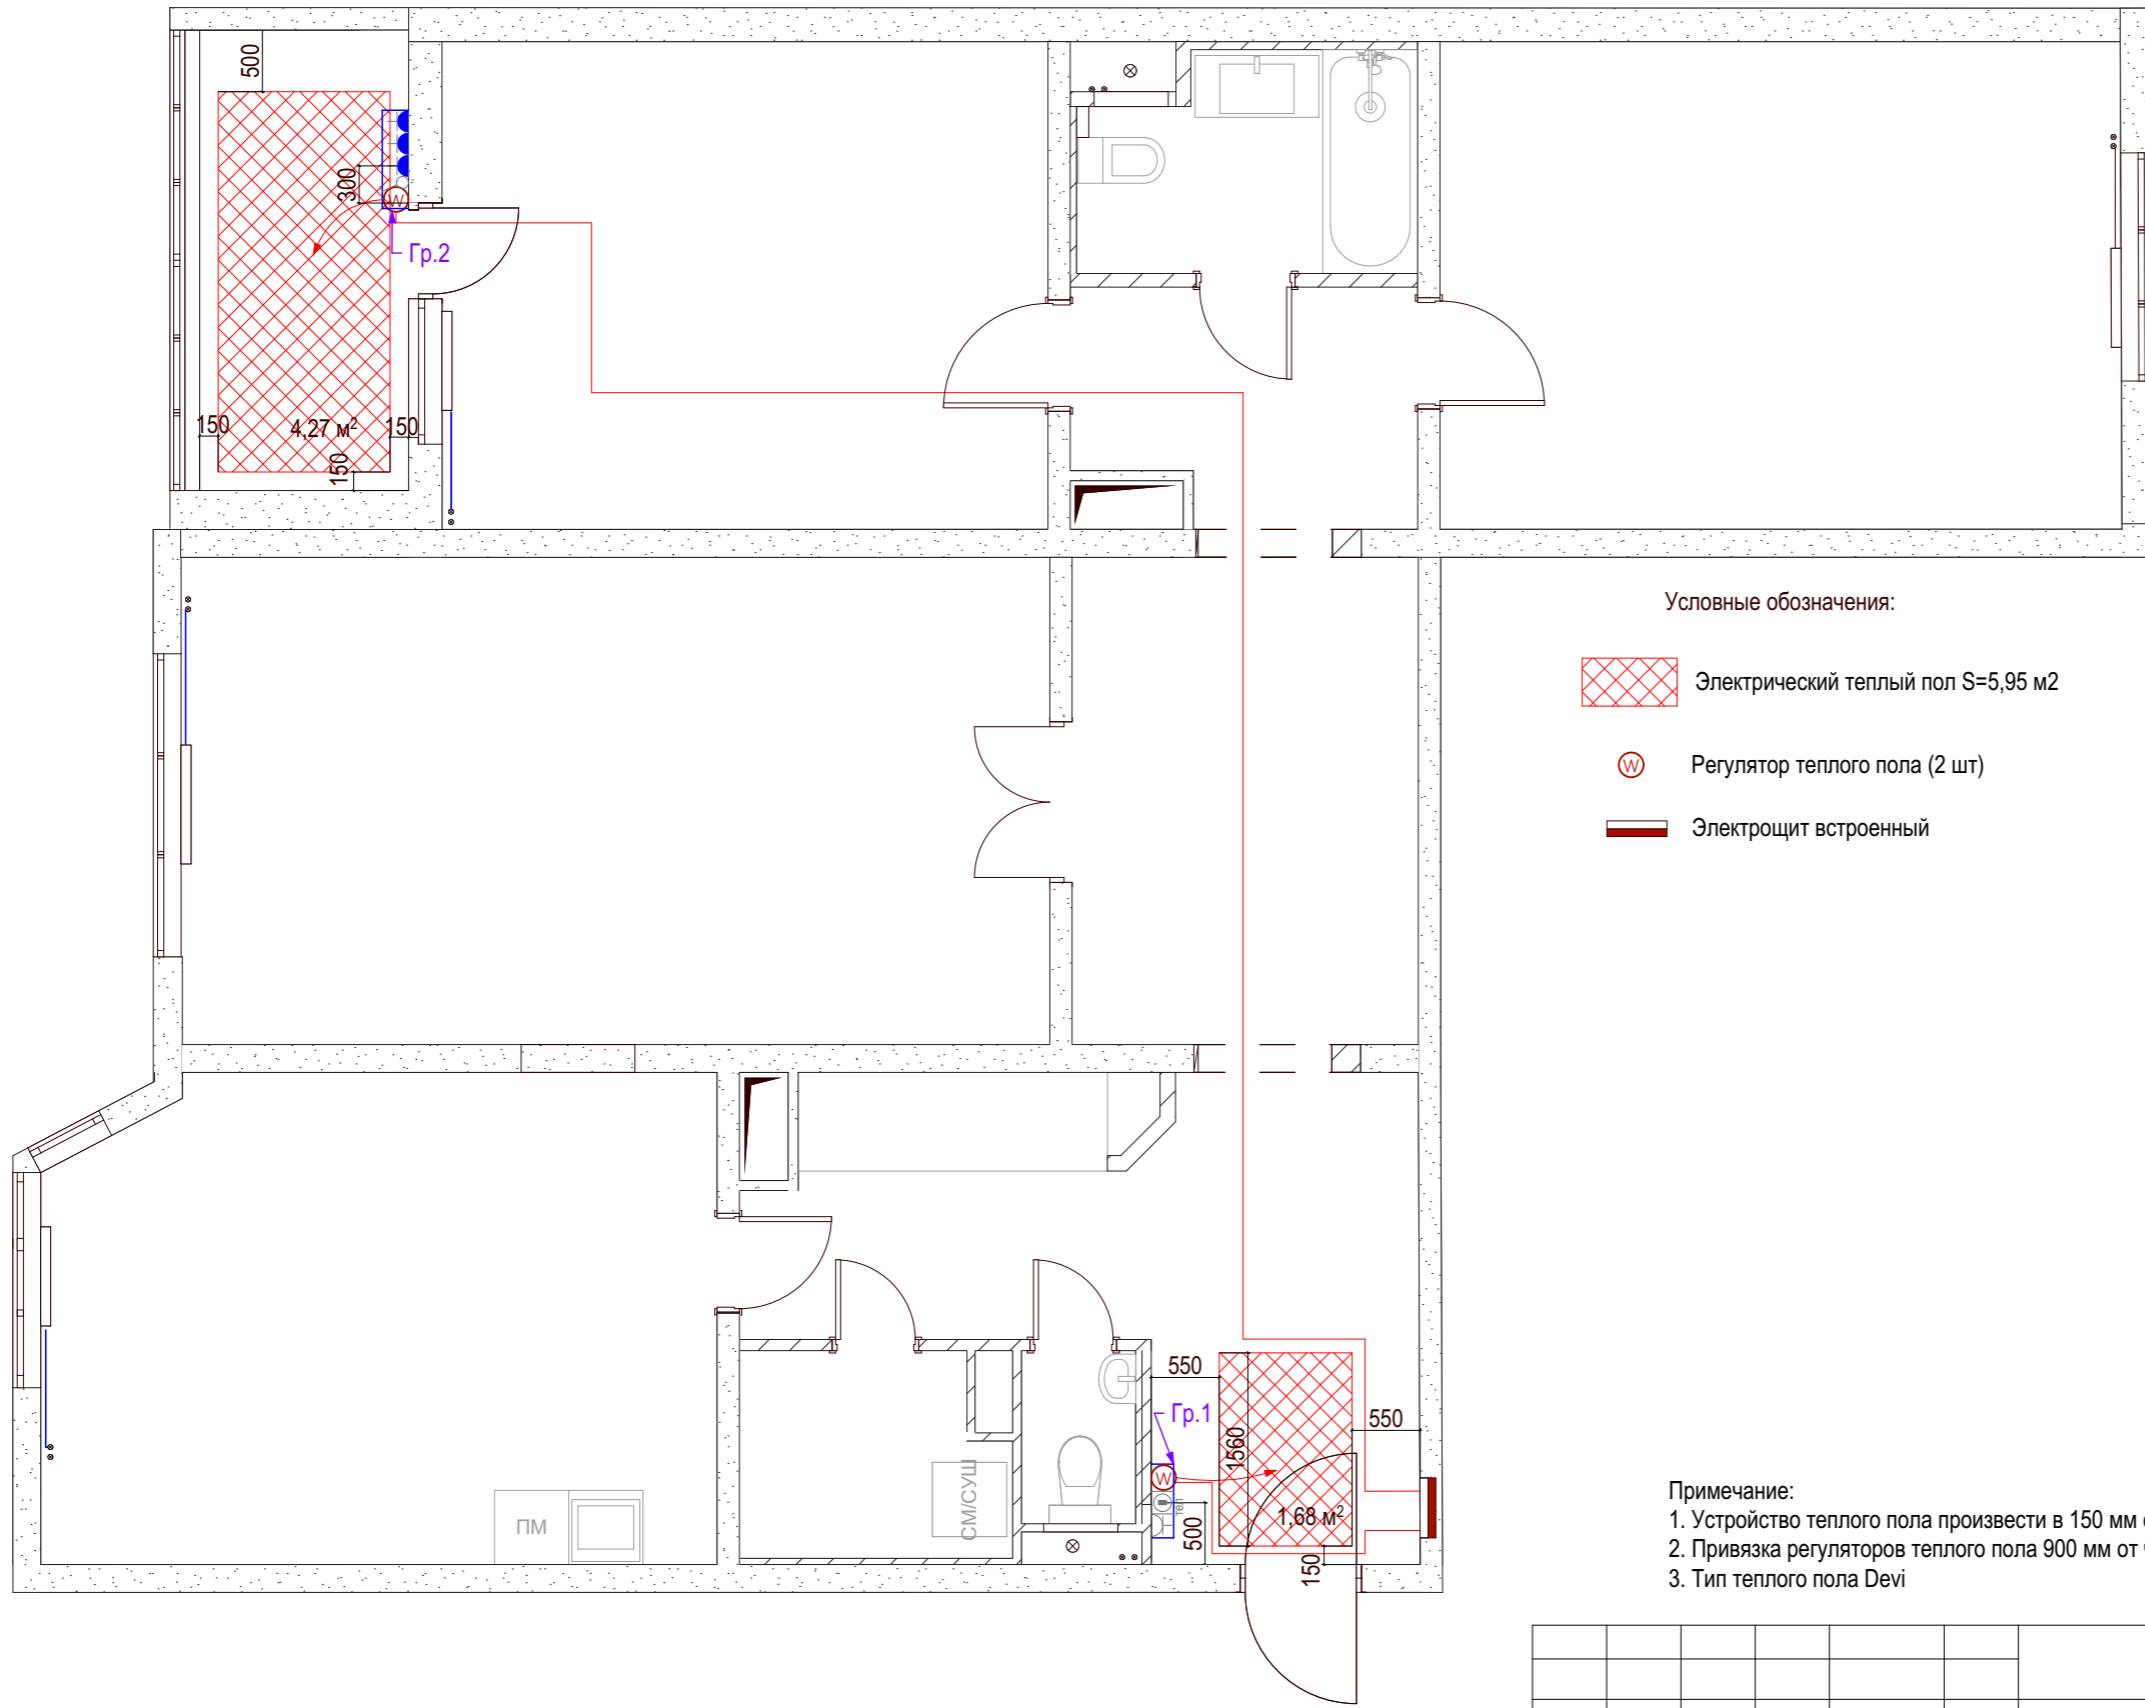 500
300
W
Гр.2
150
4,27 м²
150
150
Условные обозначения:
Электрический теплый пол S=5,95 м2
W
Регулятор теплого пола (2 шт)
Электрощит встроенный
550
Гр.1
550
1560
W
тел
500
1,68 м²
150
ПМ
СМ/СУШ
Примечание:
1. Устройство теплого пола произвести в 150 мм
2. Привязка регуляторов теплого пола 900 мм от
3. Тип теплого пола Devi